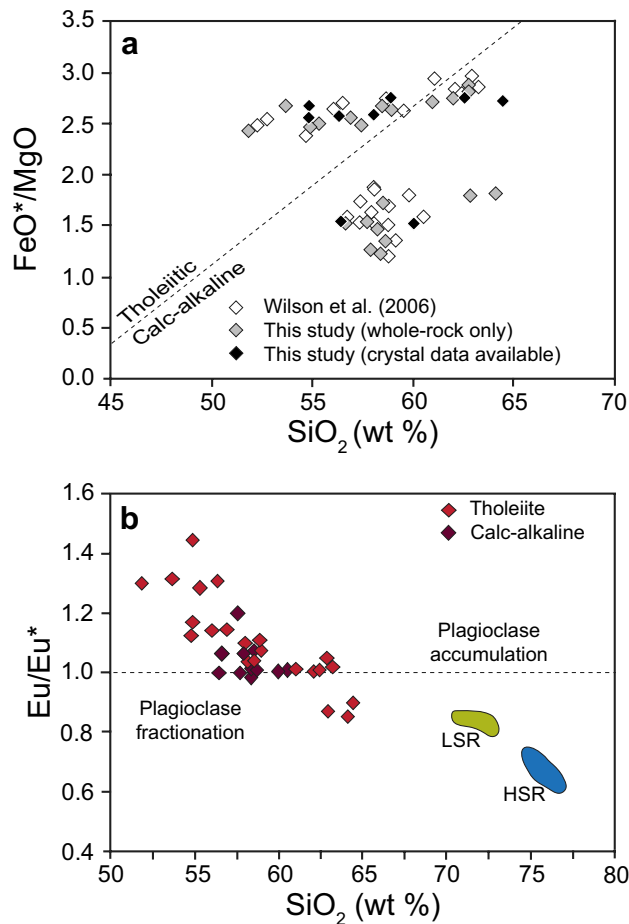 a
3.5
3.0
2.5
2.0
1.5
1.0
0.5
0.0
FeO*/MgO
Tholeiitic
Calc-alkaline
Wilson et al. (2006)
This study (whole-rock only)
This study (crystal data available)
45 50 55 60 65 70
SiO₂ (wt %)
b
1.6
1.4
1.2
1.0
0.8
0.6
0.4
Eu/Eu*
Tholeiite
Calc-alkaline
Plagioclase
accumulation
Plagioclase
fractionation
LSR
HSR
50 55 60 65 70 75 80
SiO₂ (wt %)